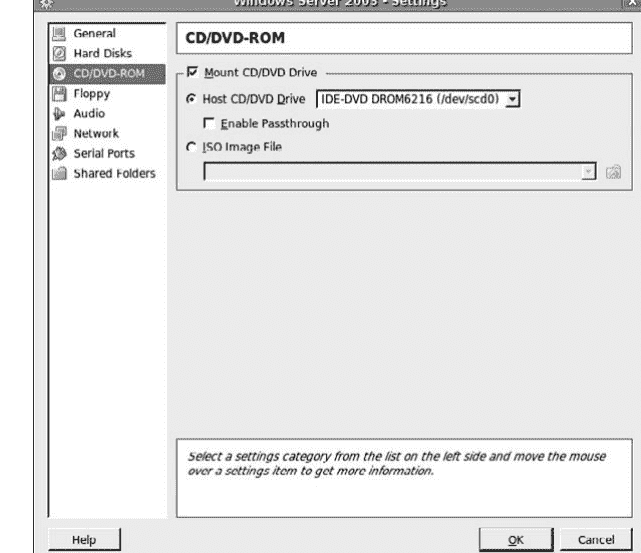 Windows Server 2003 - Settings
General
Hard Disks
CD/DVD-ROM
Floppy
Audio
Network
Serial Ports
Shared Folders
CD/DVD-ROM
Mount CD/DVD Drive
Host CD/DVD Drive IDE-DVD DROM6216 (/dev/scd0)
Enable Passthrough
ISO Image File
Select a settings category from the list on the left side and move the mouse
over a settings item to get more information.
Help
OK
Cancel